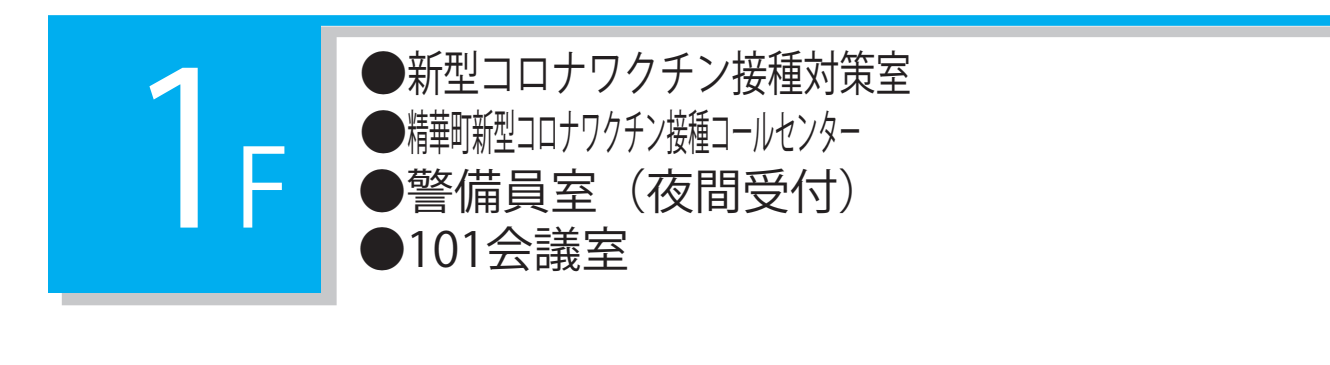 1F
●新型コロナワクチン接種対策室
●精華町新型コロナワクチン接種コールセンター
●警備員室（夜間受付）
●101会議室